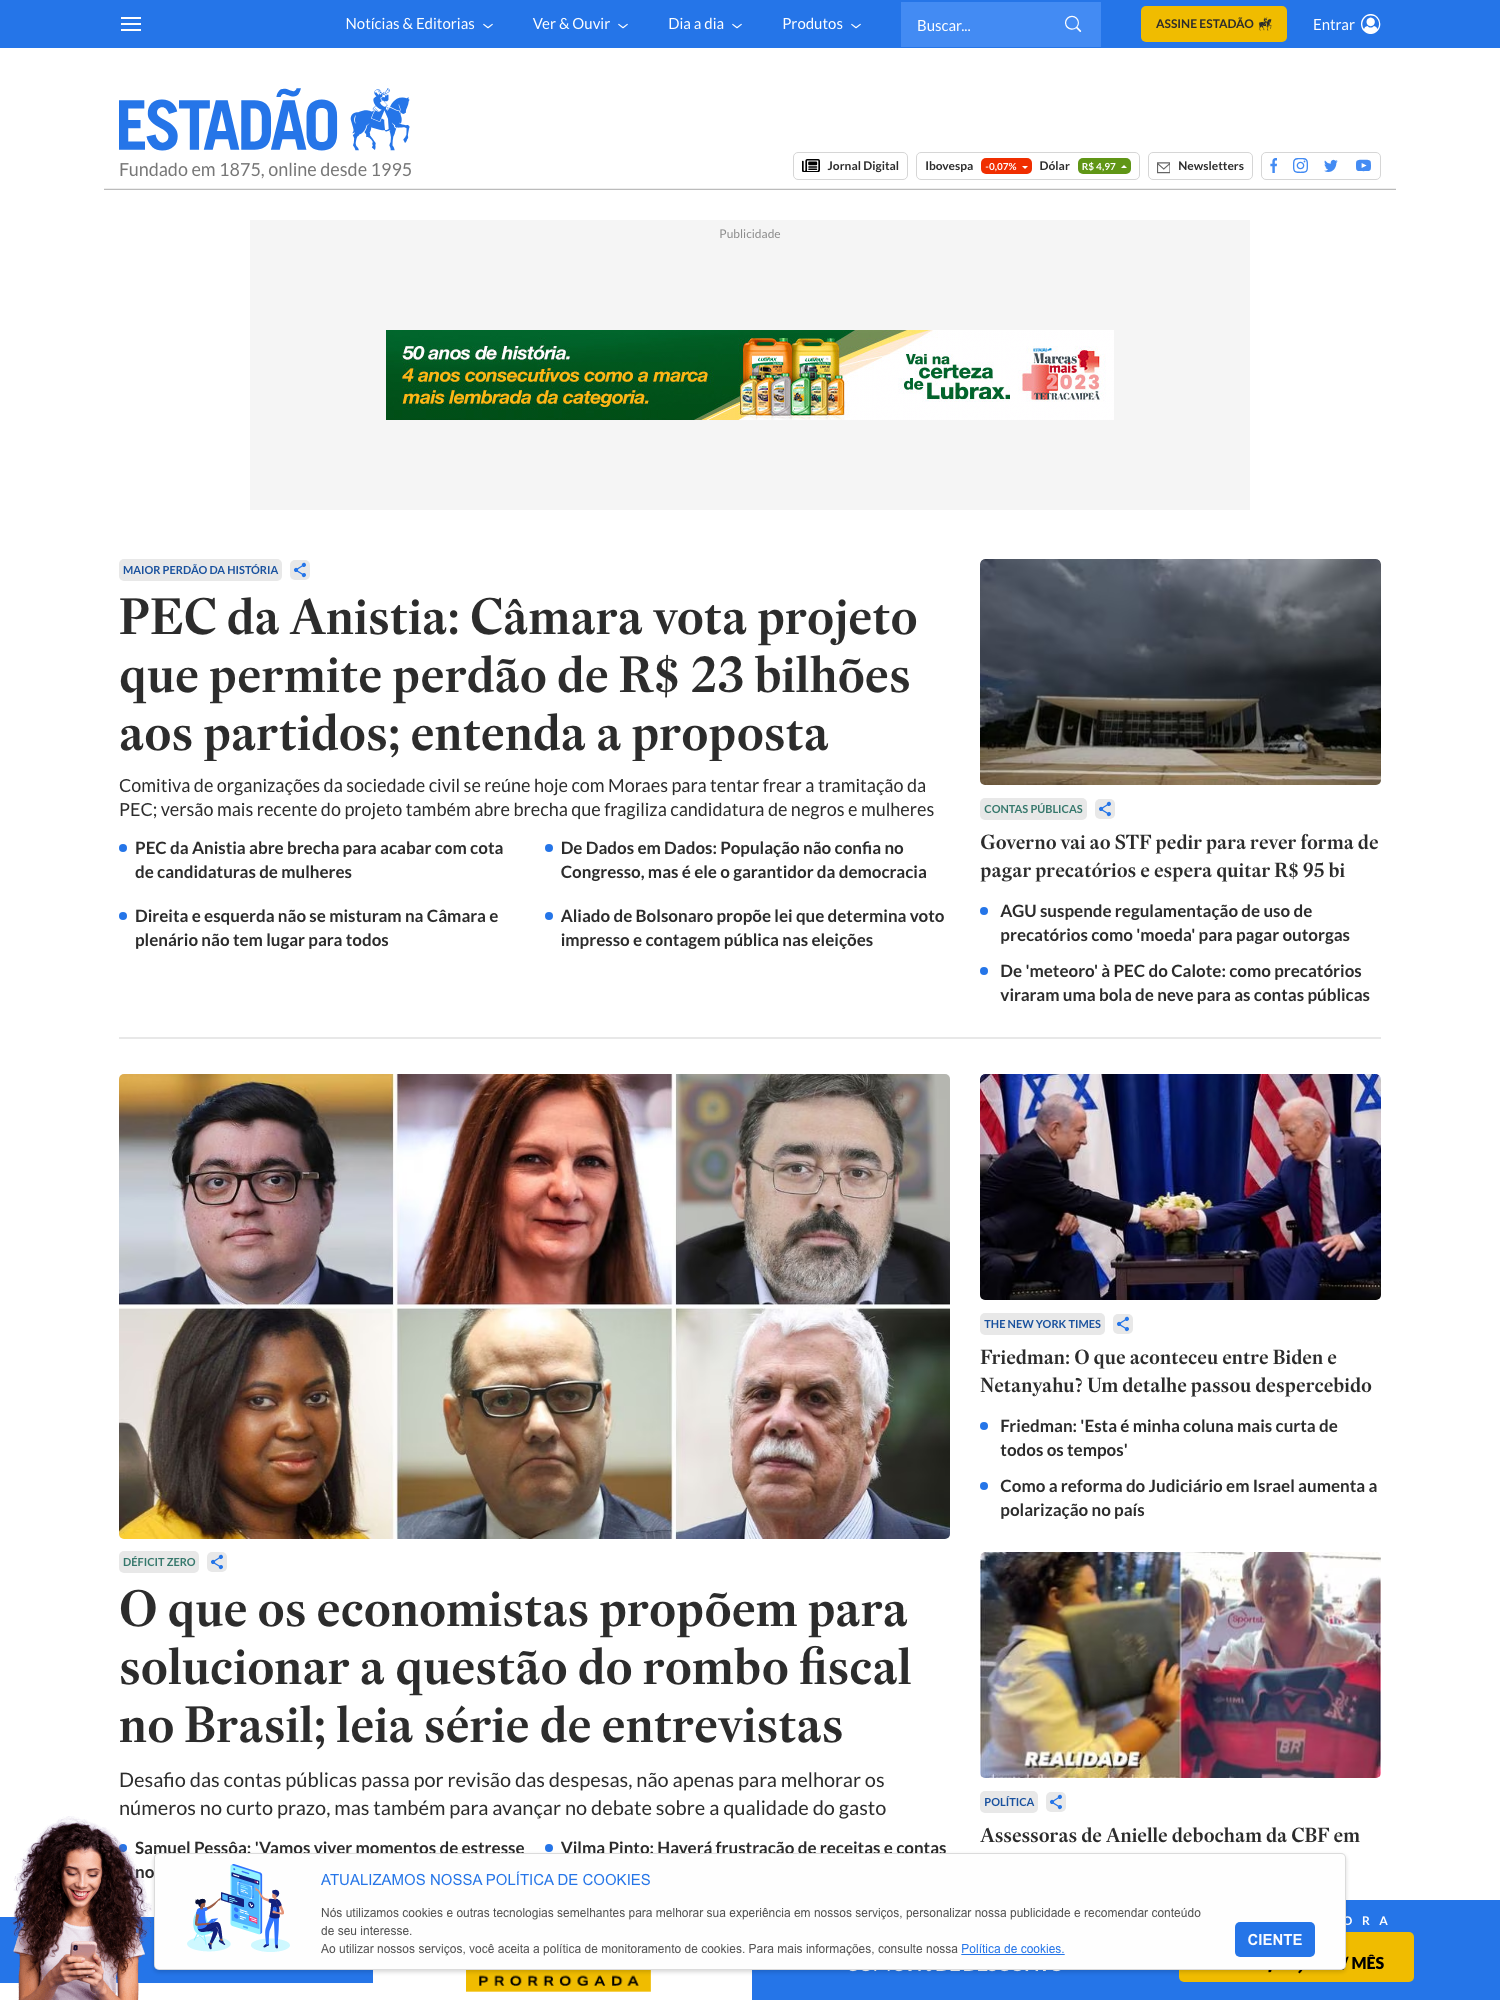 Notícias & Editorias
Ver & Ouvir
Dia a dia
Produtos
Buscar...
ASSINE ESTADÃO
Entrar
ESTADÃO
Fundado em 1875, online desde 1995
Jornal Digital
Ibovespa -0,07% Dólar R$ 4,97
Newsletters
Publicidade
50 anos de história.
4 anos consecutivos como a marca
mais lembrada da categoria.
Vai na
certeza
de Lubrax.
Marcas
mais
2023
TETRACAMPEÃ
MAIOR PERDÃO DA HISTÓRIA
PEC da Anistia: Câmara vota projeto
que permite perdão de R$ 23 bilhões
aos partidos; entenda a proposta
Comitiva de organizações da sociedade civil se reúne hoje com Moraes para tentar frear a tramitação da
PEC; versão mais recente do projeto também abre brecha que fragiliza candidatura de negros e mulheres
PEC da Anistia abre brecha para acabar com cota
de candidaturas de mulheres
De Dados em Dados: População não confia no
Congresso, mas é ele o garantidor da democracia
Direita e esquerda não se misturam na Câmara e
plenário não tem lugar para todos
Aliado de Bolsonaro propõe lei que determina voto
impresso e contagem pública nas eleições
CONTAS PÚBLICAS
Governo vai ao STF pedir para rever forma de
pagar precatórios e espera quitar R$ 95 bi
AGU suspende regulamentação de uso de
precatórios como 'moeda' para pagar outorgas
De 'meteoro' à PEC do Calote: como precatórios
viraram uma bola de neve para as contas públicas
THE NEW YORK TIMES
Friedman: O que aconteceu entre Biden e
Netanyahu? Um detalhe passou despercebido
Friedman: 'Esta é minha coluna mais curta de
todos os tempos'
Como a reforma do Judiciário em Israel aumenta a
polarização no país
DÉFICIT ZERO
O que os economistas propõem para
solucionar a questão do rombo fiscal
no Brasil; leia série de entrevistas
Desafio das contas públicas passa por revisão das despesas, não apenas para melhorar os
números no curto prazo, mas também para avançar no debate sobre a qualidade do gasto
Samuel Pessôa: 'Vamos viver momentos de estresse
no
Vilma Pinto: Haverá frustração de receitas e contas
REALIDADE
BR
POLÍTICA
Assessoras de Anielle debocham da CBF em
ATUALIZAMOS NOSSA POLÍTICA DE COOKIES
Nós utilizamos cookies e outras tecnologias semelhantes para melhorar sua experiência em nossos serviços, personalizar nossa publicidade e recomendar conteúdo
de seu interesse.
Ao utilizar nossos serviços, você aceita a política de monitoramento de cookies. Para mais informações, consulte nossa Política de cookies.
CIENTE
ORA
PRORROGADA
MÊS